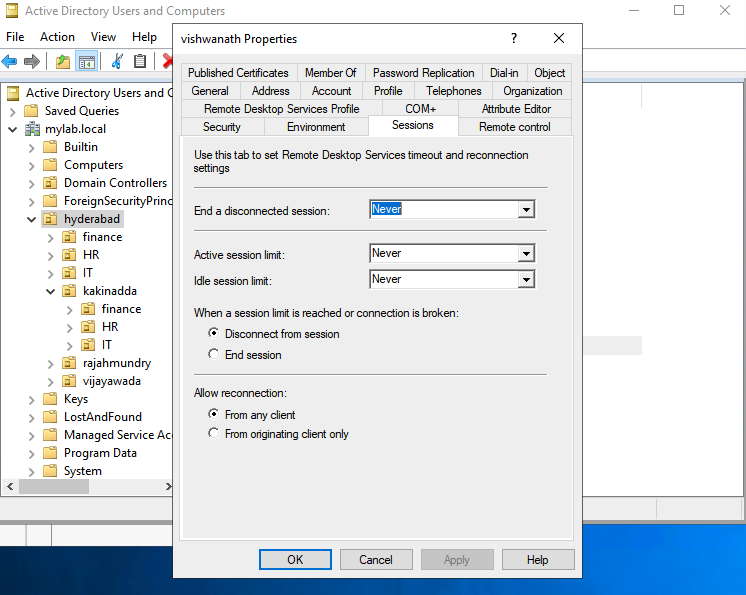 Active Directory Users and Computers
File Action View Help
Active Directory Users and C
Saved Queries
mylab.local
Builtin
Computers
Domain Controllers
ForeignSecurityPrinc
hyderabad
finance
HR
IT
kakinadda
finance
HR
IT
rajahmundry
vijayawada
Keys
LostAndFound
Managed Service Ac
Program Data
System
vishwanath Properties
?
Published Certificates Member Of Password Replication Dial-in Object
General Address Account Profile Telephones Organization
Remote Desktop Services Profile COM+ Attribute Editor
Security Environment Sessions Remote control
Use this tab to set Remote Desktop Services timeout and reconnection
settings
End a disconnected session: Never
Active session limit: Never
Idle session limit: Never
When a session limit is reached or connection is broken:
Disconnect from session
End session
Allow reconnection:
From any client
From originating client only
OK Cancel Apply Help